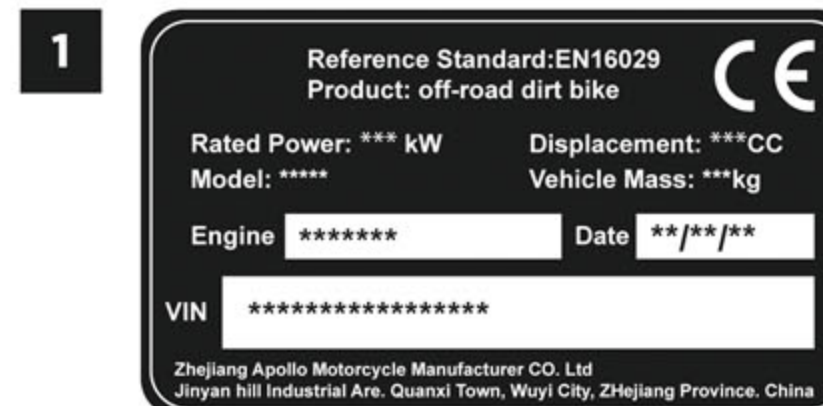 1
Reference Standard:EN16029
Product: off-road dirt bike
CE
Rated Power: *** kW
Displacement: ***CC
Model: *****
Vehicle Mass: ***kg
Engine *******
Date **/**/**
VIN *****************
Zhejiang Apollo Motorcycle Manufacturer CO. Ltd
Jinyan hill Industrial Are. Quanxi Town, Wuyi City, ZHejiang Province. China